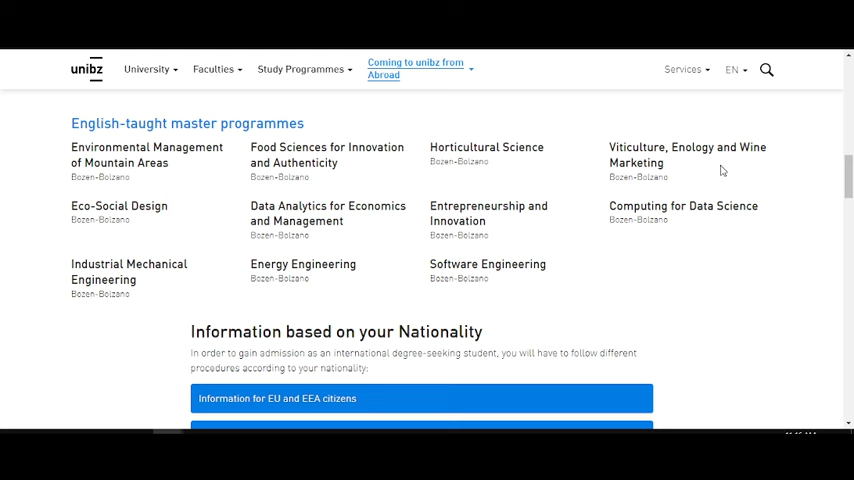 unibz
University
Faculties
Study Programmes
Coming to unibz from
Abroad
Services
EN
English-taught master programmes
Environmental Management
of Mountain Areas
Bozen-Bolzano
Food Sciences for Innovation
and Authenticity
Bozen-Bolzano
Horticultural Science
Bozen-Bolzano
Viticulture, Enology and Wine
Marketing
Bozen-Bolzano
Eco-Social Design
Bozen-Bolzano
Data Analytics for Economics
and Management
Bozen-Bolzano
Entrepreneurship and
Innovation
Bozen-Bolzano
Computing for Data Science
Bozen-Bolzano
Industrial Mechanical
Engineering
Bozen-Bolzano
Energy Engineering
Bozen-Bolzano
Software Engineering
Bozen-Bolzano
Information based on your Nationality
In order to gain admission as an international degree-seeking student, you will have to follow different
procedures according to your nationality:
Information for EU and EEA citizens